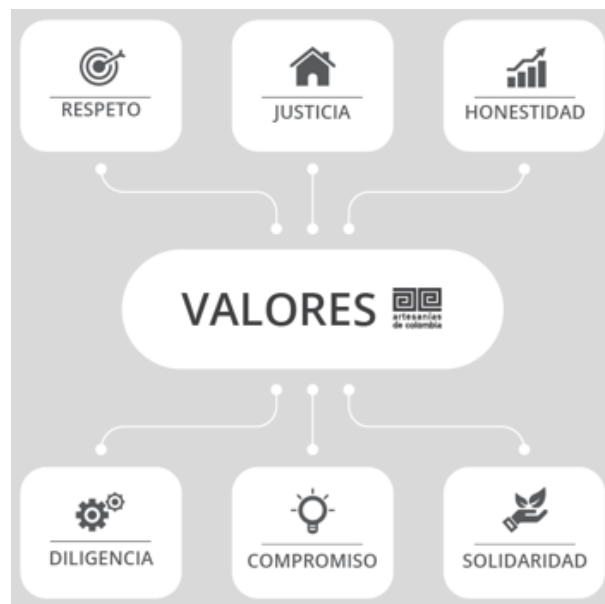 RESPETO
JUSTICIA
HONESTIDAD
VALORES
artesanías
de colombia
DILIGENCIA
COMPROMISO
SOLIDARIDAD